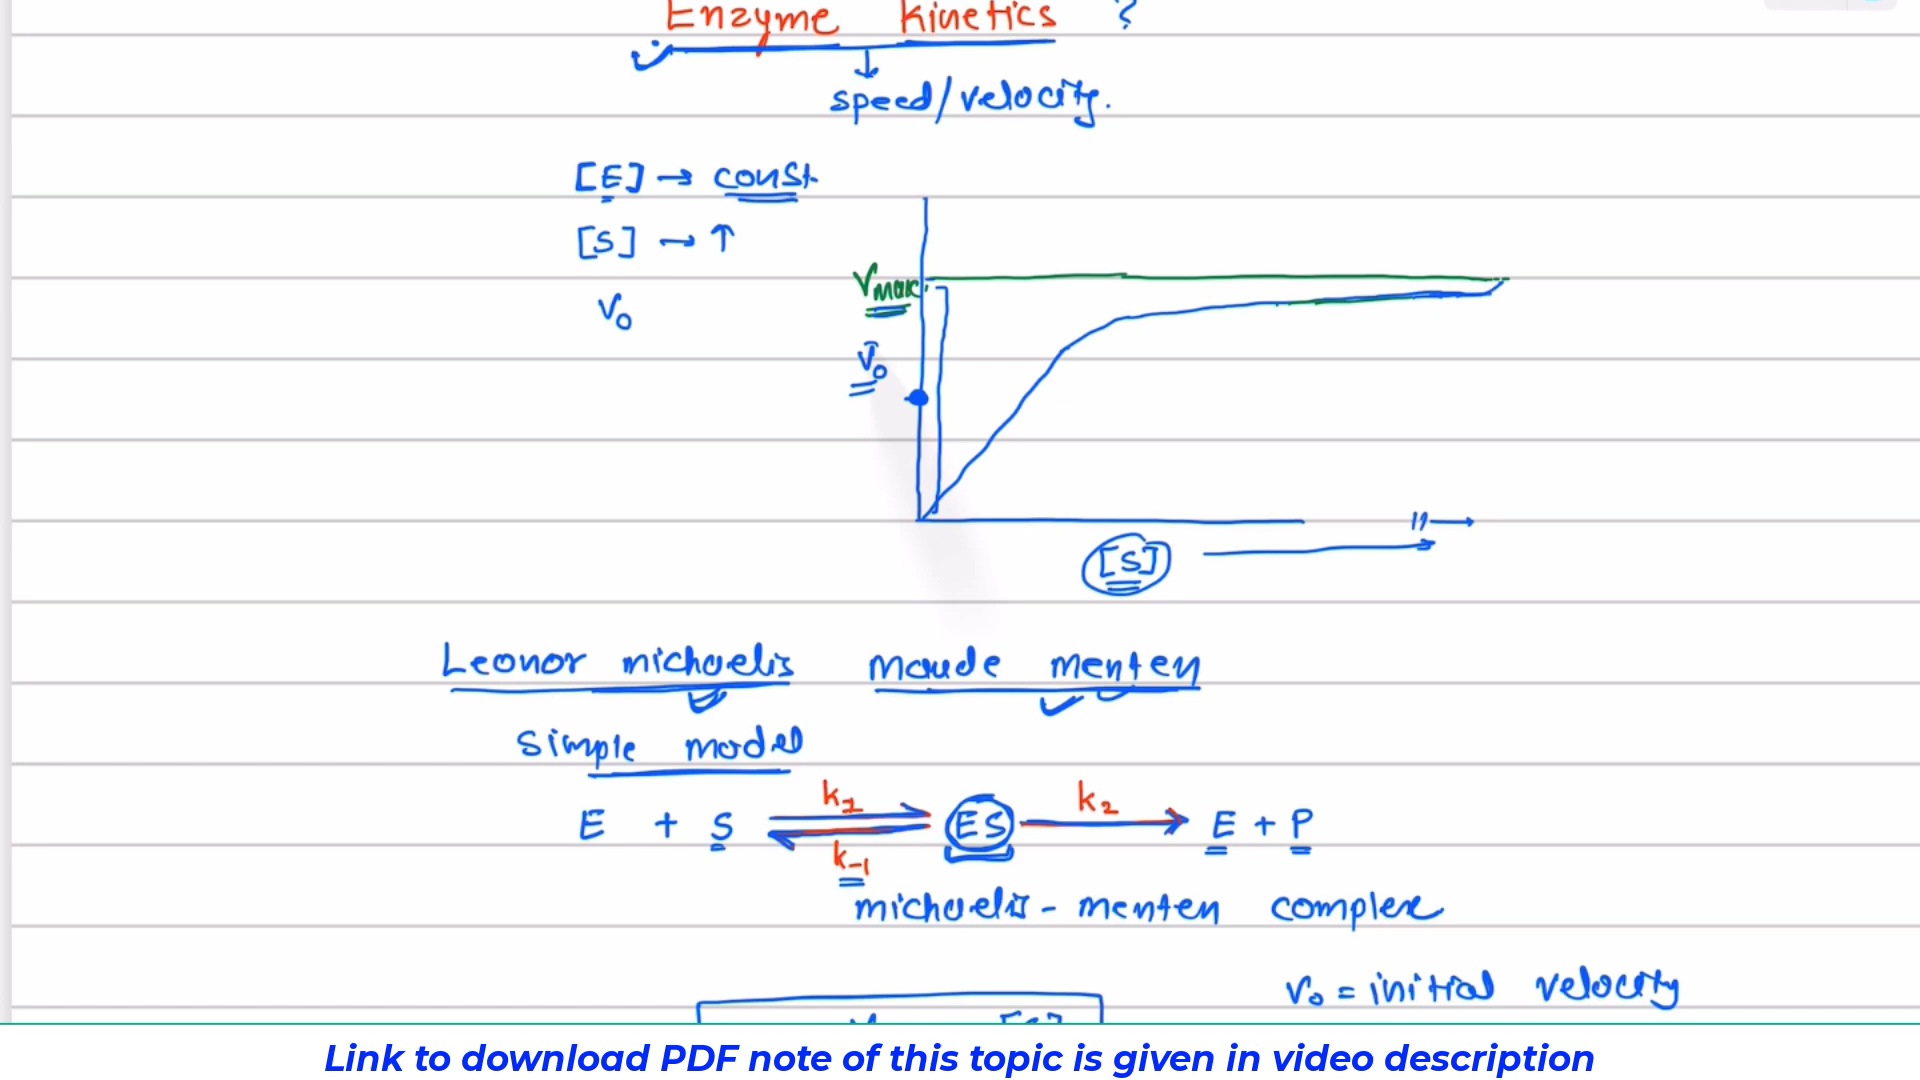 Enzyme Kinetics ?
↓
speed/velocity.
[E] → const
[S] → ↑
V₀
Vmax.
V₀
[S]
Leonor michaelis maude menten
simple model
k₁ k₂
E + S ⇌ ES → E + P
k₋₁
michaelis - menten complex
V₀ = initial velocity
[S]
Link to download PDF note of this topic is given in video description